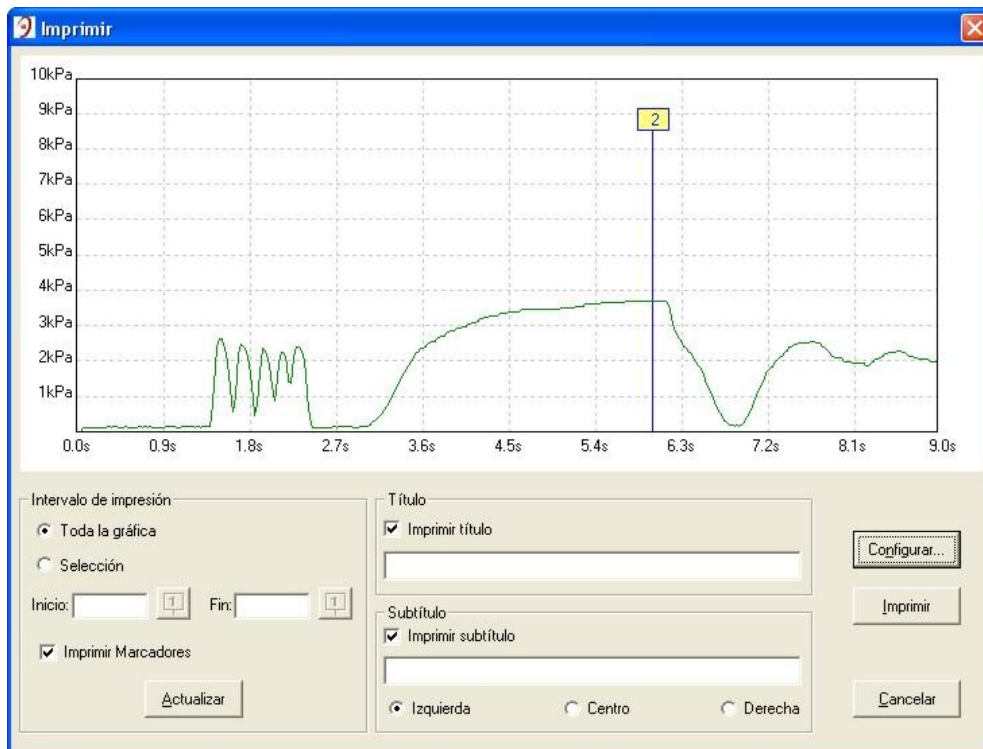 Imprimir
10kPa
9kPa
8kPa
7kPa
6kPa
5kPa
4kPa
3kPa
2kPa
1kPa
2
0.0s 0.9s 1.8s 2.7s 3.6s 4.5s 5.4s 6.3s 7.2s 8.1s 9.0s
Intervalo de impresión
Toda la gráfica
Selección
Inicio: 1 Fin: 1
Imprimir Marcadores
Actualizar
Título
Imprimir título
Subtítulo
Imprimir subtítulo
Izquierda Centro Derecha
Configurar...
Imprimir
Cancelar